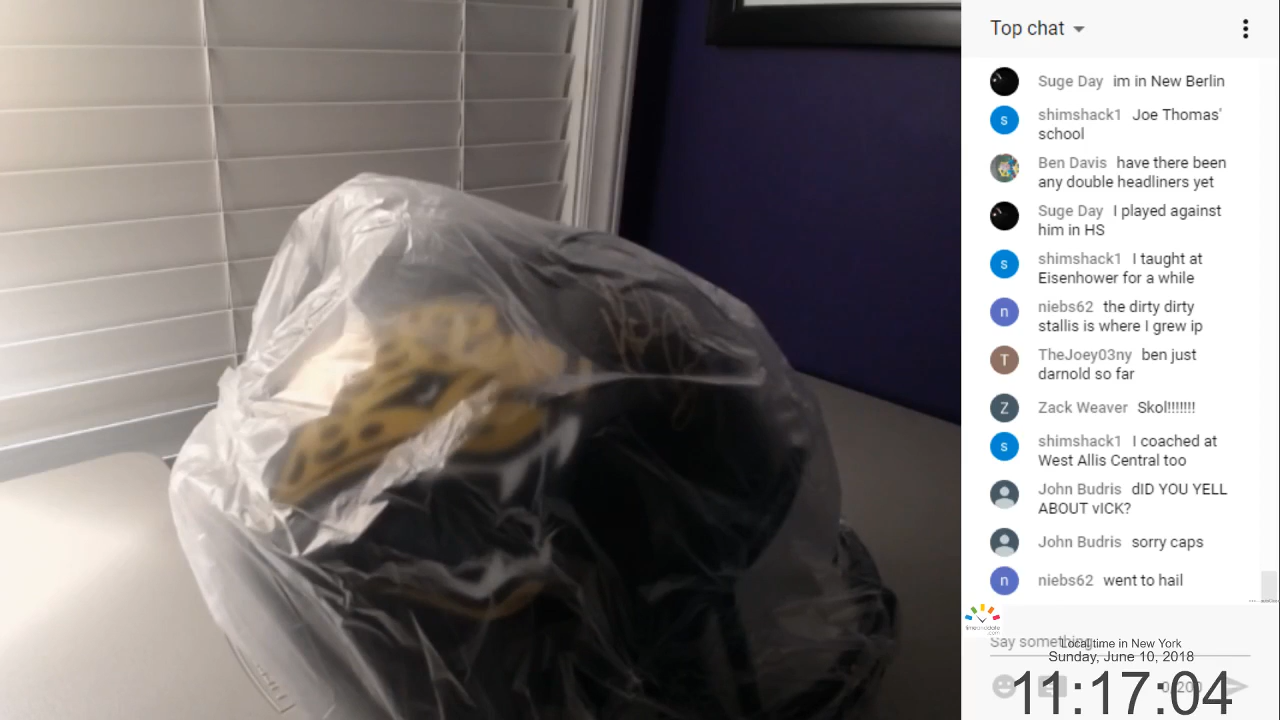 Top chat
Suge Day im in New Berlin
shimshack1 Joe Thomas'
school
Ben Davis have there been
any double headliners yet
Suge Day I played against
him in HS
shimshack1 I taught at
Eisenhower for a while
niebs62 the dirty dirty
stallis is where I grew ip
TheJoey03ny ben just
darnold so far
Zack Weaver Skol!!!!!!!
shimshack1 I coached at
West Allis Central too
John Budris dID YOU YELL
ABOUT vICK?
John Budris sorry caps
niebs62 went to hail
Say something...
Local time in New York
Sunday, June 10, 2018
11:17:04
0/200